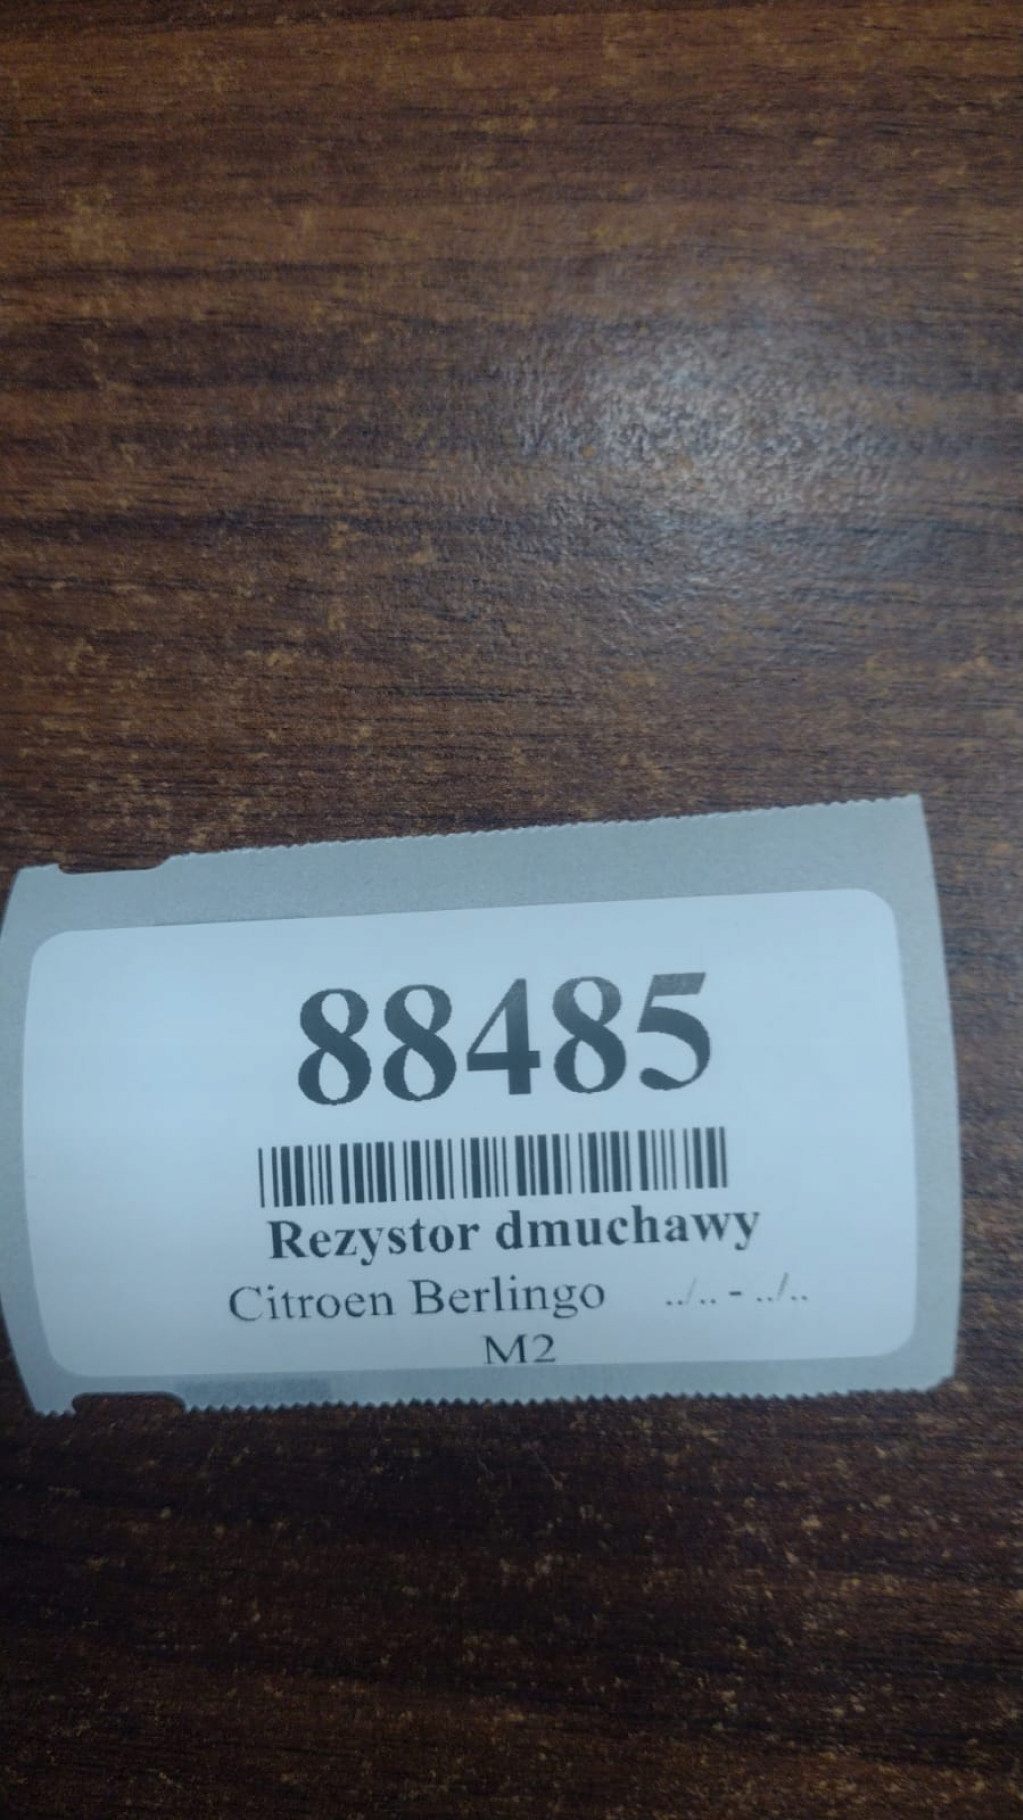 88485
Rezystor dmuchawy
Citroen Berlingo ../.. - ../..
M2